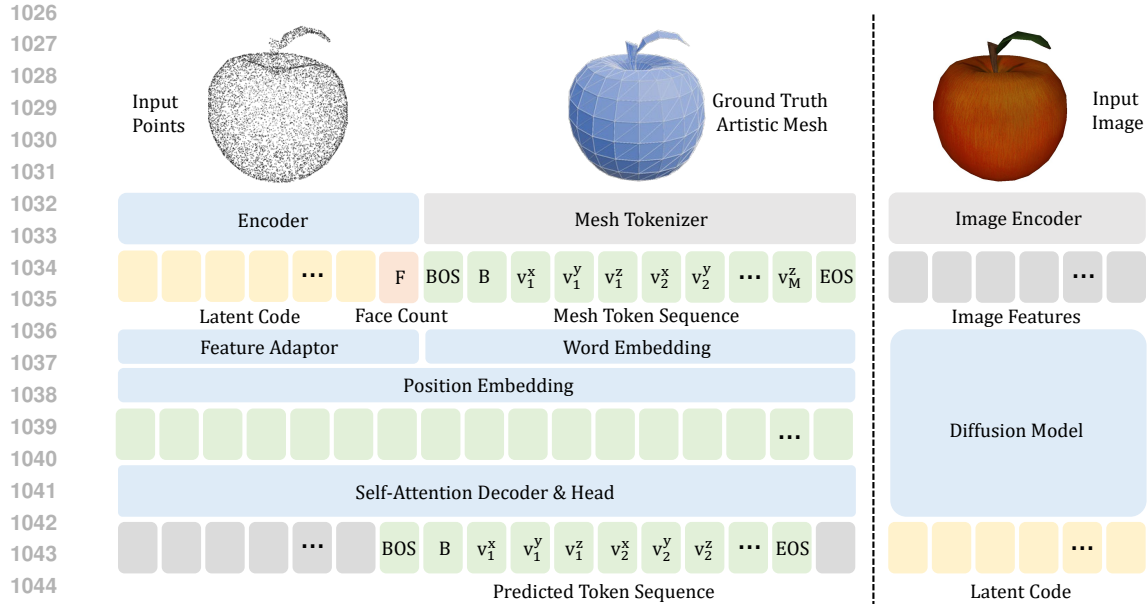 1026
1027
1028
1029
1030
1031
1032
1033
1034
1035
1036
1037
1038
1039
1040
1041
1042
1043
1044
Input
Points
Ground Truth
Artistic Mesh
Input
Image
Encoder
Mesh Tokenizer
Image Encoder
... F BOS B v₁ˣ v₁ʸ v₁ᶻ v₂ˣ v₂ʸ ... v_M^z EOS
...
Latent Code
Face Count
Mesh Token Sequence
Image Features
Feature Adaptor
Word Embedding
Position Embedding
...
Diffusion Model
Self-Attention Decoder & Head
... BOS B v₁ˣ v₁ʸ v₁ᶻ v₂ˣ v₂ʸ v₂ᶻ ... EOS
...
Predicted Token Sequence
Latent Code